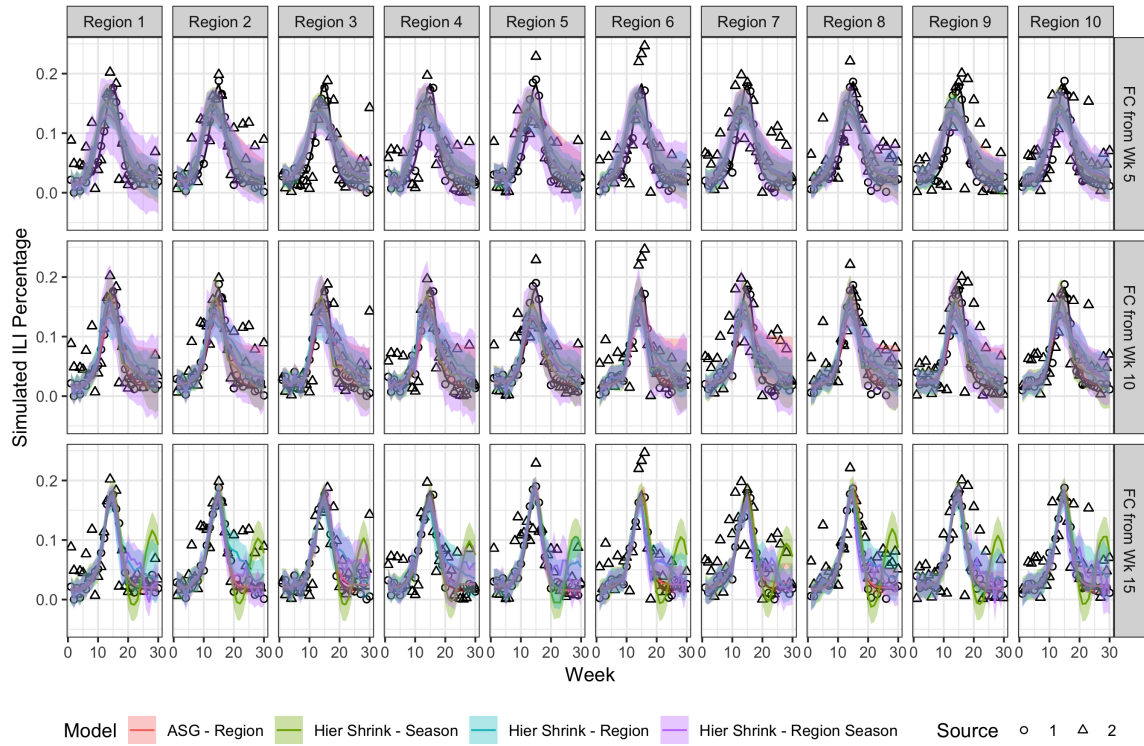 Region 1 Region 2 Region 3 Region 4 Region 5 Region 6 Region 7 Region 8 Region 9 Region 10
0.2
0.1
0.0
FC from Wk 5
0.2
0.1
0.0
FC from Wk 10
0.2
0.1
0.0
FC from Wk 15
Simulated ILI Percentage
0 10 20 30 0 10 20 30 0 10 20 30 0 10 20 30 0 10 20 30 0 10 20 30 0 10 20 30 0 10 20 30 0 10 20 30 0 10 20 30
Week
Model ASG - Region Hier Shrink - Season Hier Shrink - Region Hier Shrink - Region Season Source 1 2